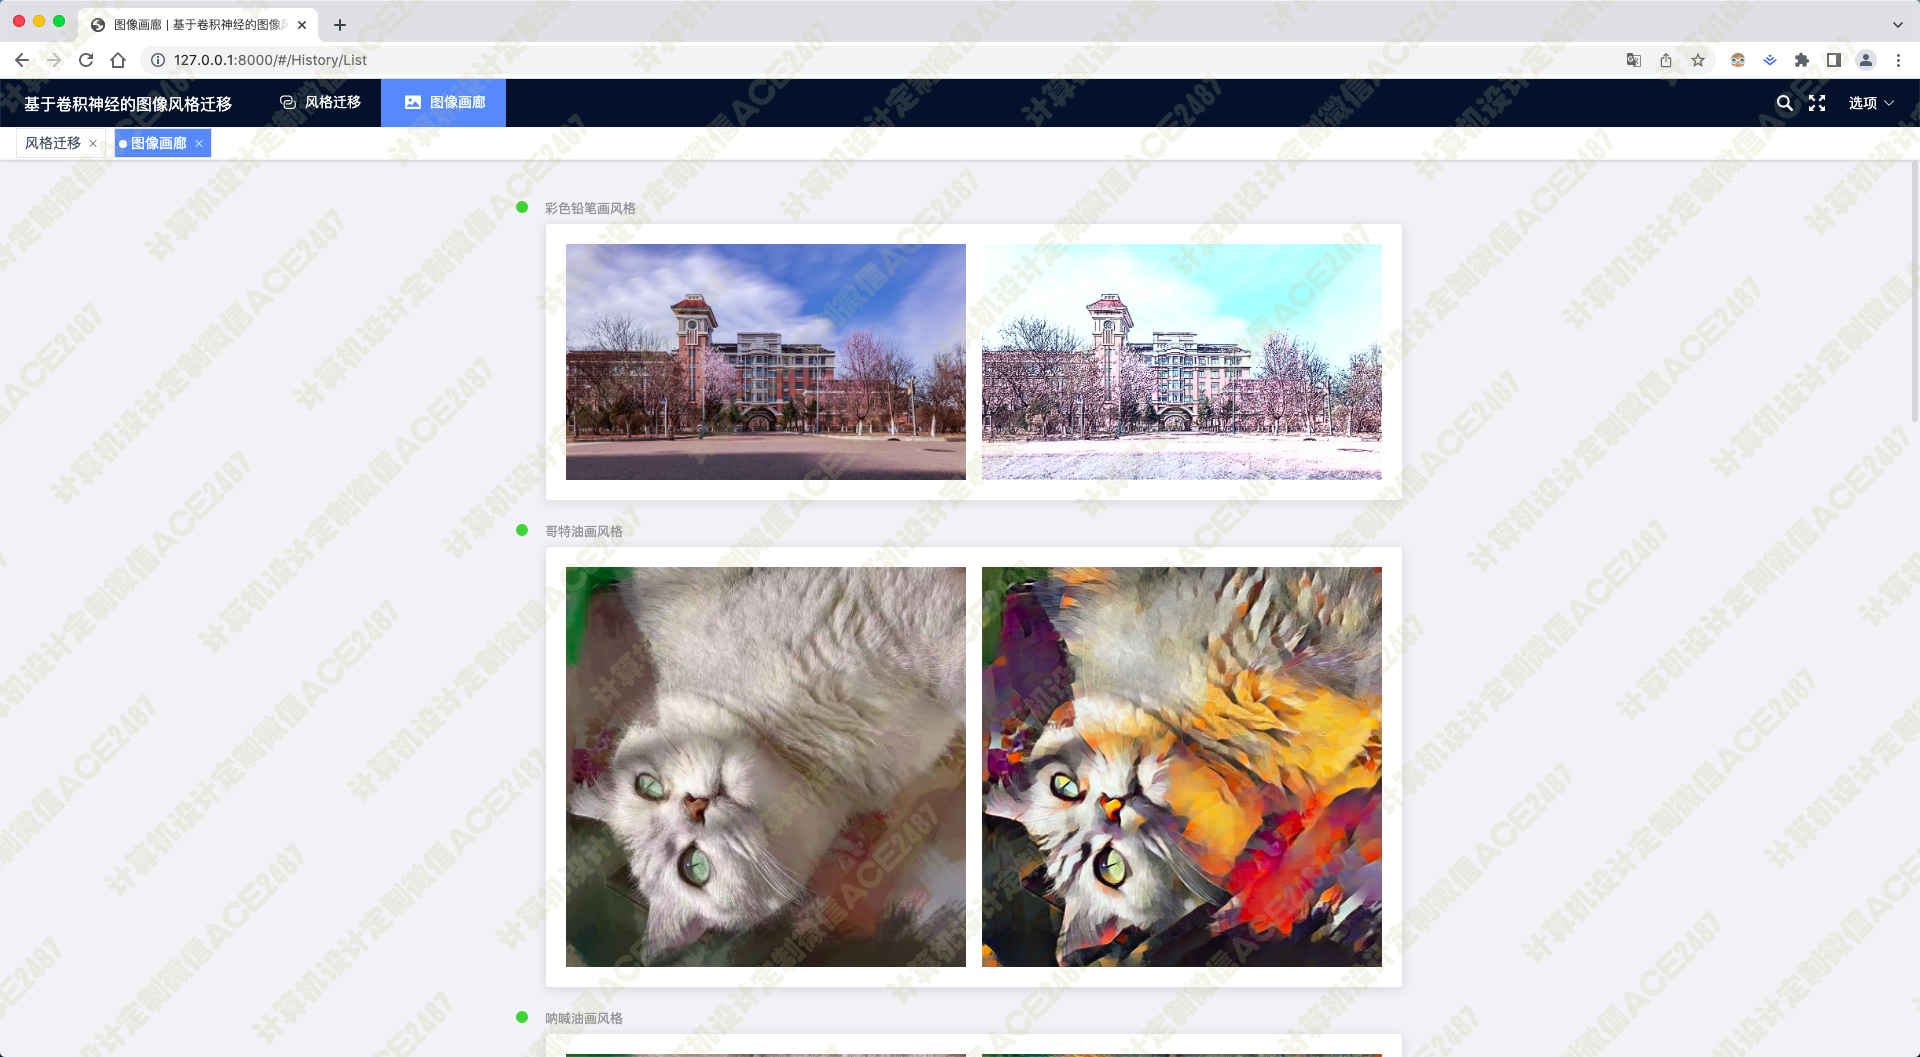 图像画廊 | 基于卷积神经的图像风
127.0.0.1:8000/#/History/List
基于卷积神经的图像风格迁移
风格迁移
图像画廊
选项
风格迁移
图像画廊
彩色铅笔画风格
哥特油画风格
呐喊油画风格
计算机设计定制微信ACE2487